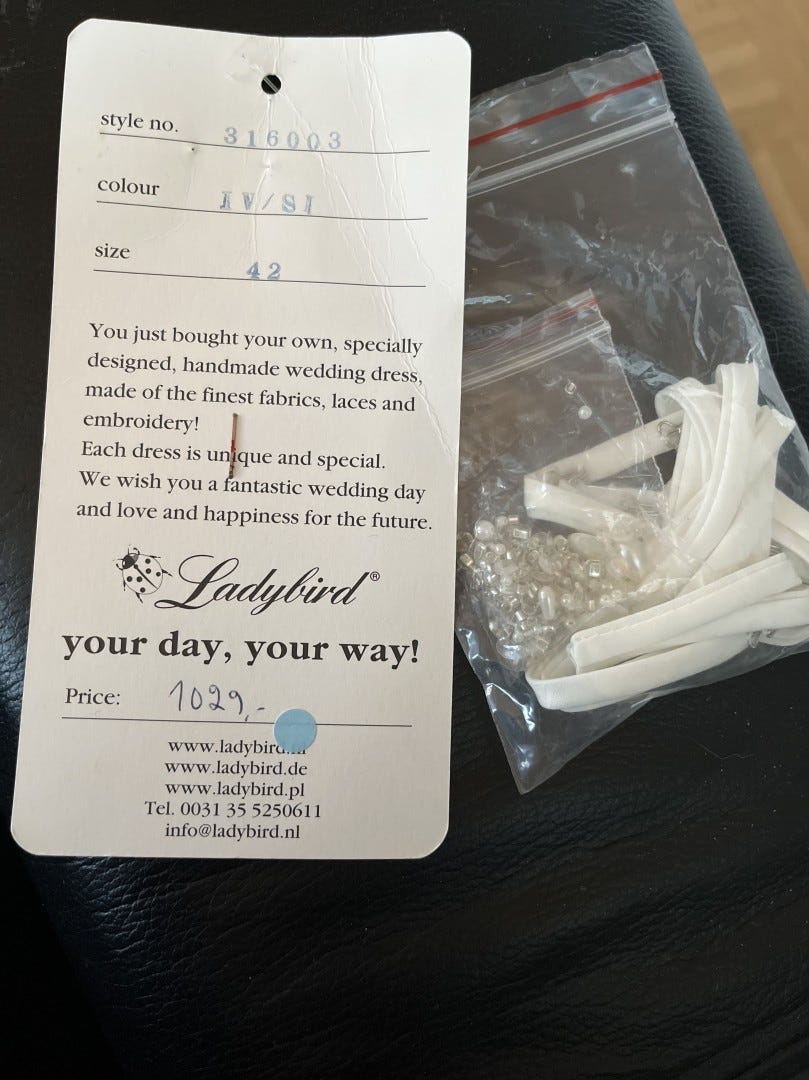 style no. 316003
colour IV/SI
size 42
You just bought your own, specially
designed, handmade wedding dress,
made of the finest fabrics, laces and
embroidery!
Each dress is unique and special.
We wish you a fantastic wedding day
and love and happiness for the future.
Ladybird®
your day, your way!
Price: 1029,-
www.ladybird.nl
www.ladybird.de
www.ladybird.pl
Tel. 0031 35 5250611
info@ladybird.nl